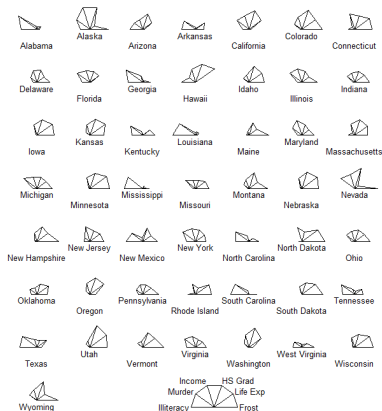 Alabama Alaska Arizona Arkansas California Colorado Connecticut
Delaware Florida Georgia Hawaii Idaho Illinois Indiana
Iowa Kansas Kentucky Louisiana Maine Maryland Massachusetts
Michigan Minnesota Mississippi Missouri Montana Nebraska Nevada
New Hampshire New Jersey New Mexico New York North Carolina North Dakota Ohio
Oklahoma Oregon Pennsylvania Rhode Island South Carolina South Dakota Tennessee
Texas Utah Vermont Virginia Washington West Virginia Wisconsin
Wyoming
Income HS Grad
Murder Life Exp
Illiteracy Frost